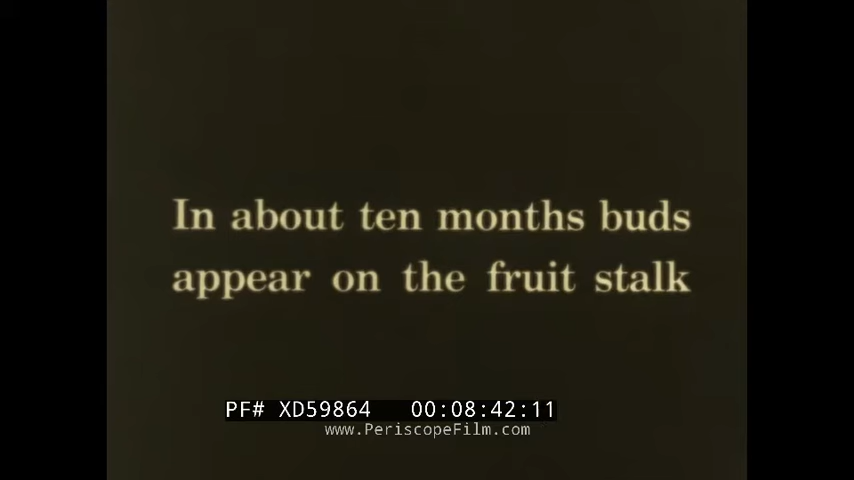 In about ten months buds
appear on the fruit stalk
PF# XD59864 00:08:42:11
www.PeriscopeFilm.com